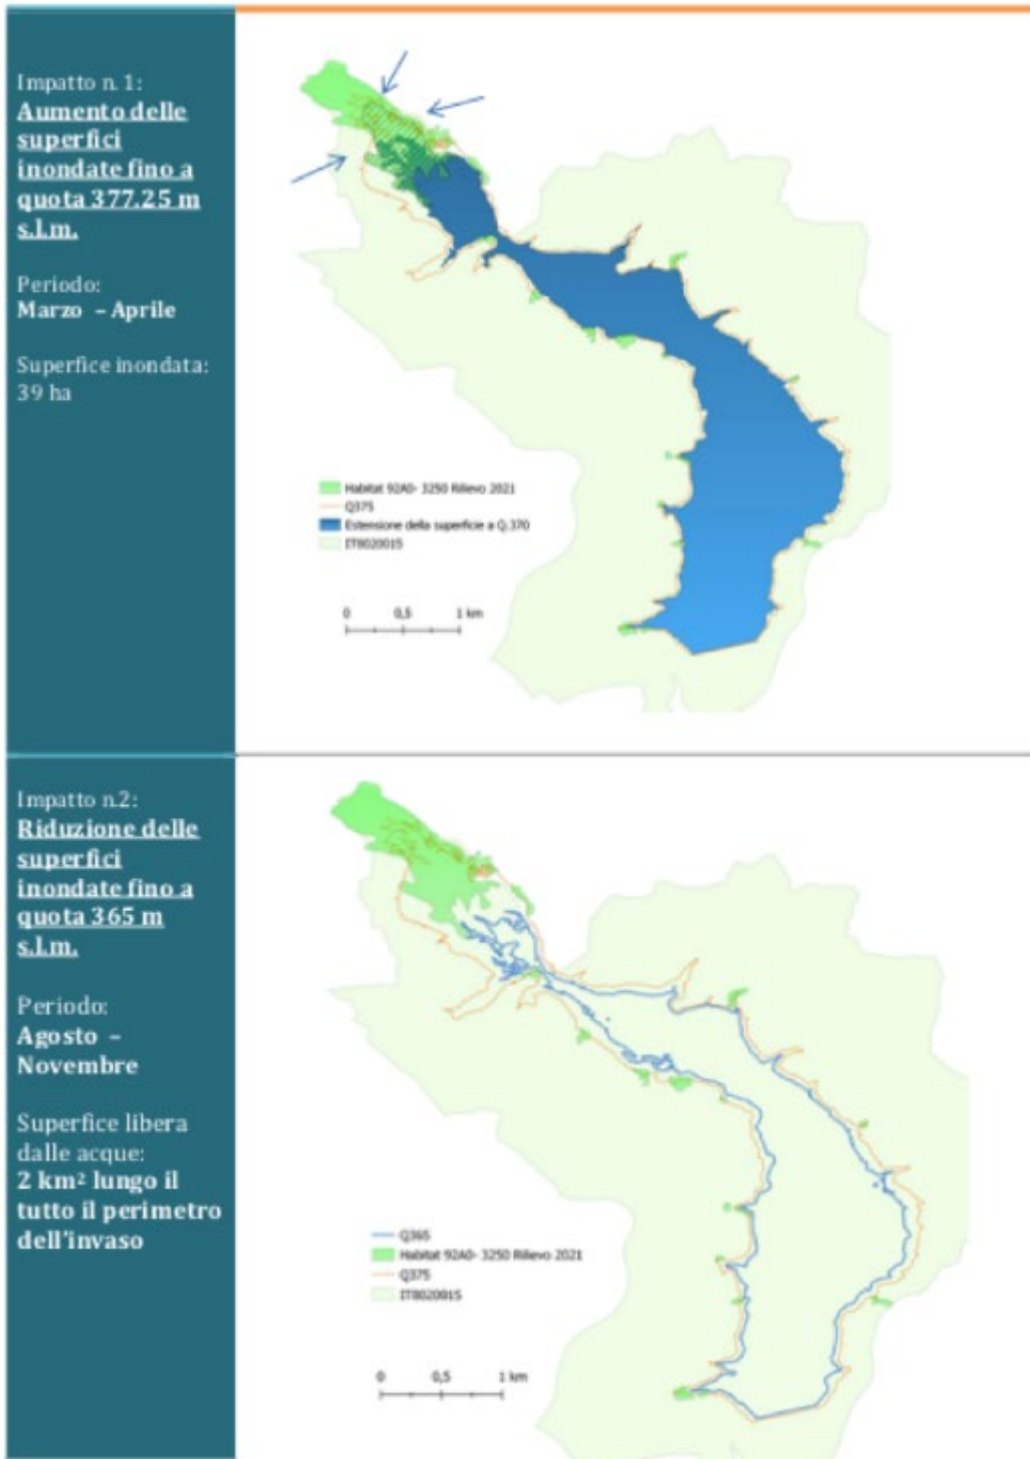 Impatto n. 1:
Aumento delle
superfici
inondate fino a
quota 377.25 m
s.l.m.
Periodo:
Marzo – Aprile
Superfice inondata:
39 ha
Habitat 92A0- 3250 Rilievo 2021
Q375
Estensione della superficie a Q.370
IT8020015
0 0,5 1 km
Impatto n.2:
Riduzione delle
superfici
inondate fino a
quota 365 m
s.l.m.
Periodo:
Agosto –
Novembre
Superfice libera
dalle acque:
2 km² lungo il
tutto il perimetro
dell'invaso
Q365
Habitat 92A0- 3250 Rilievo 2021
Q375
IT8020015
0 0,5 1 km